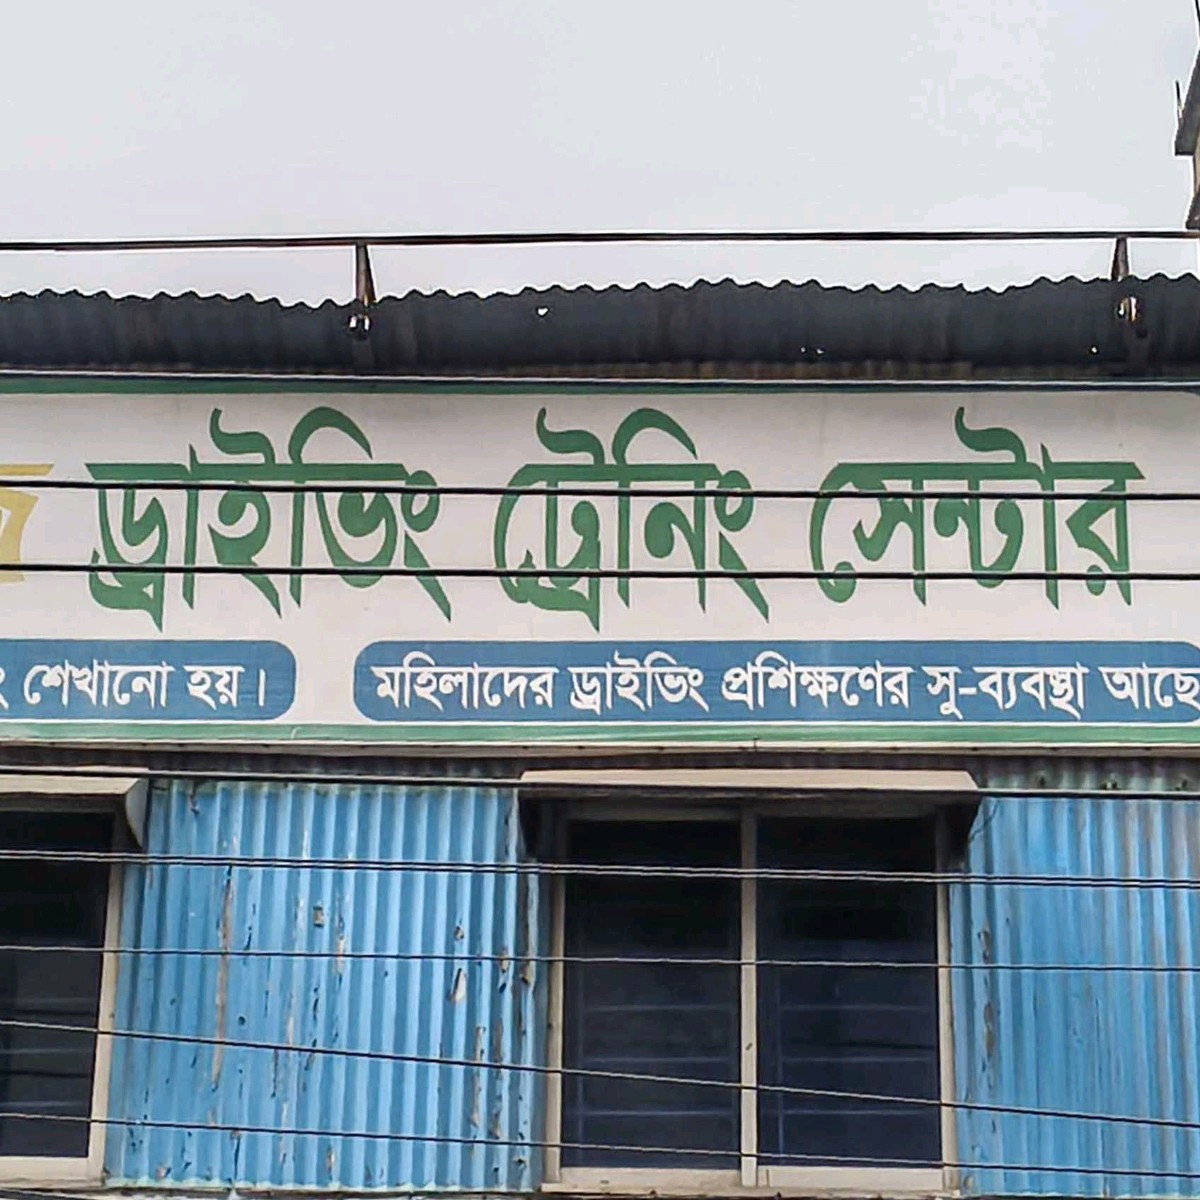 ড্রাইভিং ট্রেনিং সেন্টার
শেখানো হয়।
মহিলাদের ড্রাইভিং প্রশিক্ষণের সু-ব্যবস্থা আছে